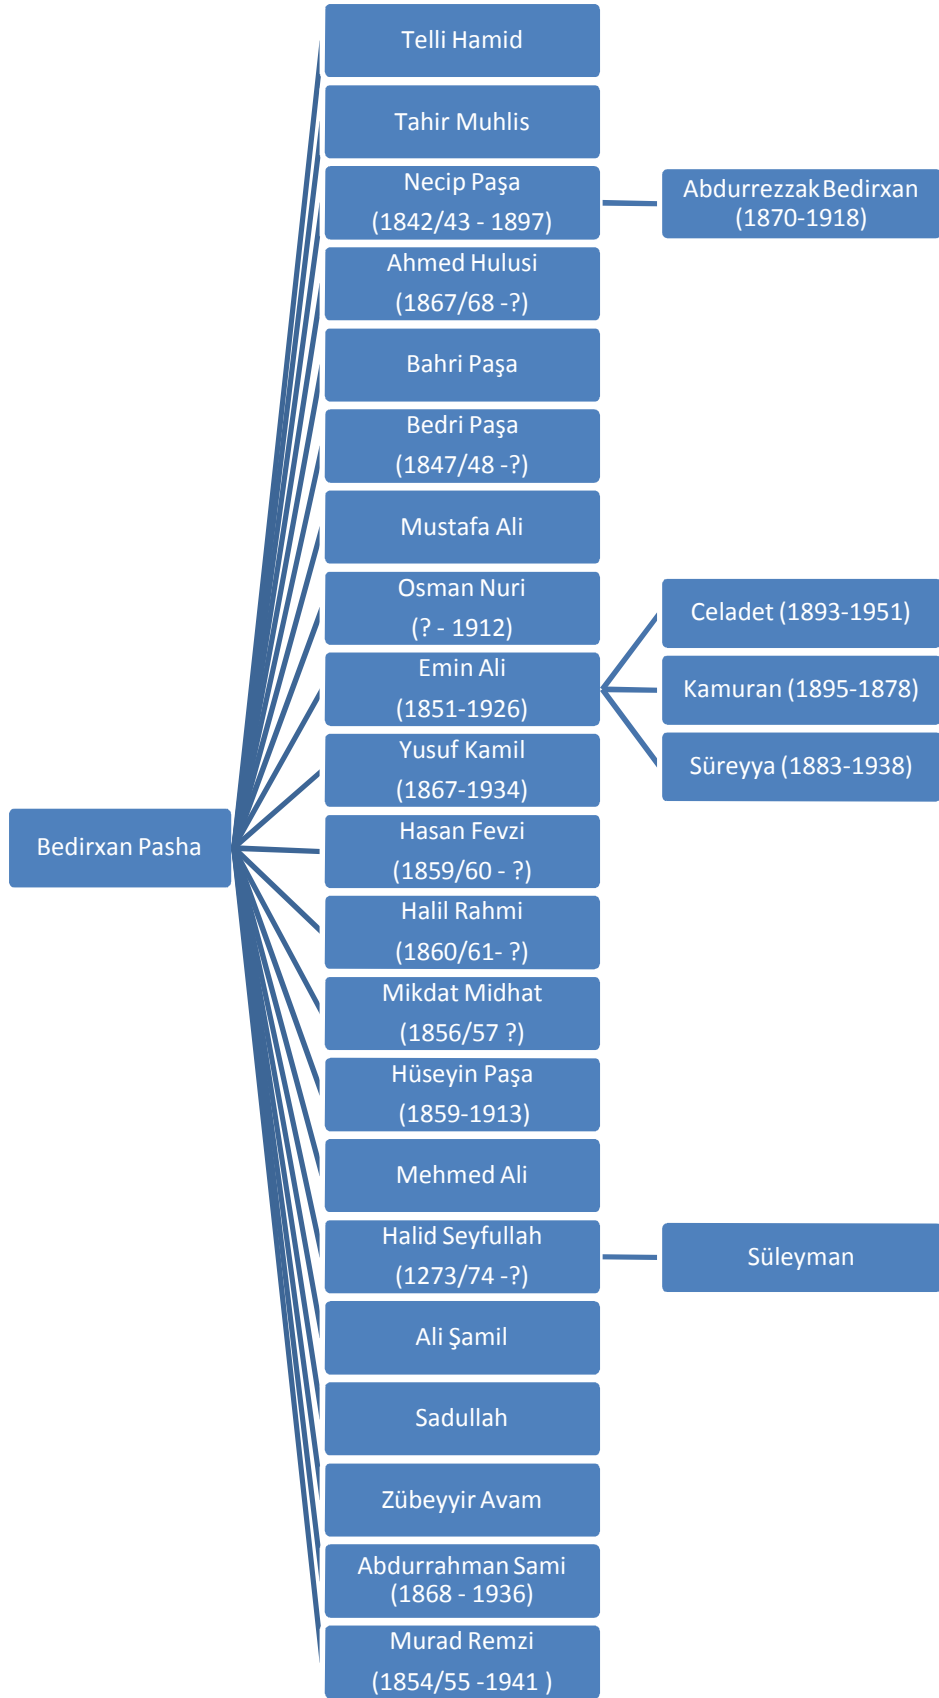 Telli Hamid
Tahir Muhlis
Necip Paşa
(1842/43 - 1897)
Abdurrezzak Bedirxan
(1870-1918)
Ahmed Hulusi
(1867/68 -?)
Bahri Paşa
Bedri Paşa
(1847/48 -?)
Mustafa Ali
Osman Nuri
(? - 1912)
Emin Ali
(1851-1926)
Celadet (1893-1951)
Kamuran (1895-1878)
Süreyya (1883-1938)
Yusuf Kamil
(1867-1934)
Bedirxan Pasha
Hasan Fevzi
(1859/60 - ?)
Halil Rahmi
(1860/61- ?)
Mikdat Midhat
(1856/57 ?)
Hüseyin Paşa
(1859-1913)
Mehmed Ali
Halid Seyfullah
(1273/74 -?)
Süleyman
Ali Şamil
Sadullah
Zübeyyir Avam
Abdurrahman Sami
(1868 - 1936)
Murad Remzi
(1854/55 -1941 )